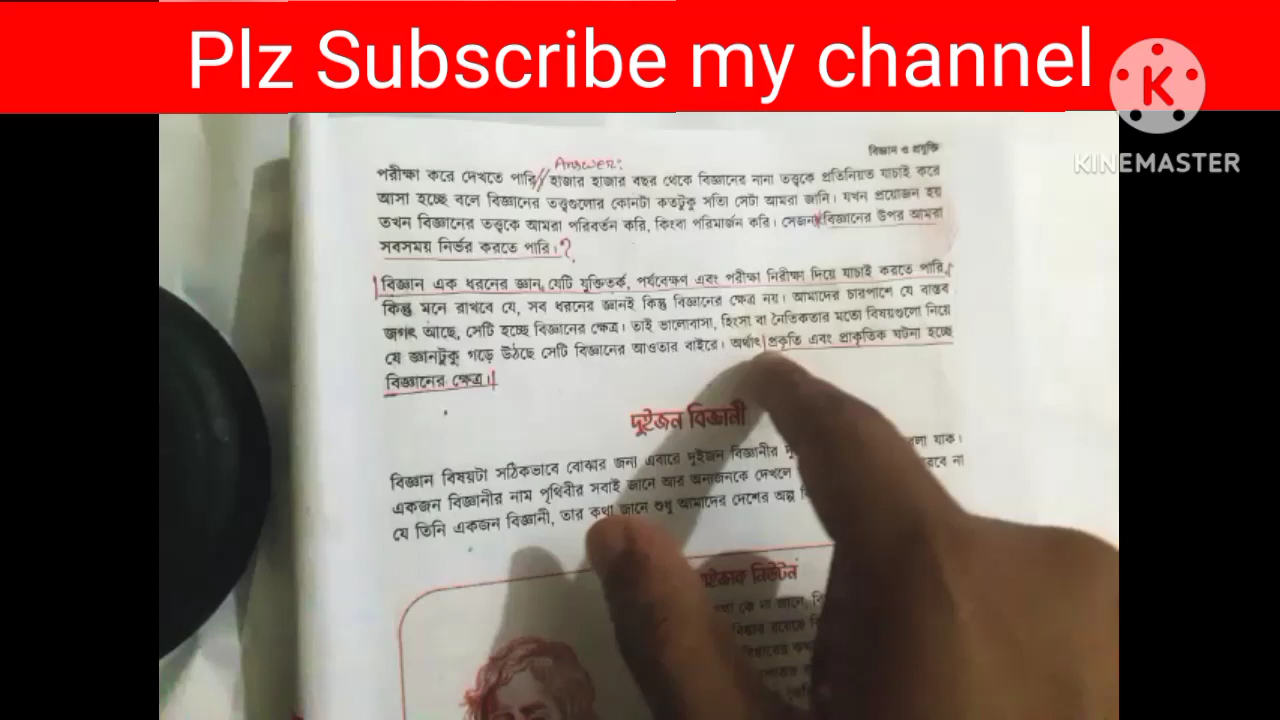 Plz Subscribe my channel
K
KINEMASTER
বিজ্ঞান ও প্রযুক্তি
Answer:
পরীক্ষা করে দেখতে পারি// হাজার হাজার বছর থেকে বিজ্ঞানের নানা তত্ত্বকে প্রতিনিয়ত যাচাই করে
আসা হচ্ছে বলে বিজ্ঞানের তত্ত্বগুলোর কোনটা কতটুকু সত্যি সেটা আমরা জানি। যখন প্রয়োজন হয়
তখন বিজ্ঞানের তত্ত্বকে আমরা পরিবর্তন করি, কিংবা পরিমার্জন করি। সেজন্য বিজ্ঞানের উপর আমরা
সবসময় নির্ভর করতে পারি। ?
বিজ্ঞান এক ধরনের জ্ঞান, যেটি যুক্তিতর্ক, পর্যবেক্ষণ এবং পরীক্ষা নিরীক্ষা দিয়ে যাচাই করতে পারি,
কিন্তু মনে রাখবে যে, সব ধরনের জ্ঞানই কিন্তু বিজ্ঞানের ক্ষেত্র নয়। আমাদের চারপাশে যে বাস্তব
জগৎ আছে, সেটি হচ্ছে বিজ্ঞানের ক্ষেত্র। তাই ভালোবাসা, হিংসা বা নৈতিকতার মতো বিষয়গুলো নিয়ে
যে জ্ঞানটুকু গড়ে উঠছে সেটি বিজ্ঞানের আওতার বাইরে। অর্থাৎ প্রকৃতি এবং প্রাকৃতিক ঘটনা হচ্ছে
বিজ্ঞানের ক্ষেত্র।
দুইজন বিজ্ঞানী
বিজ্ঞান বিষয়টা সঠিকভাবে বোঝার জন্য এবারে দুইজন বিজ্ঞানীর যাক।
একজন বিজ্ঞানীর নাম পৃথিবীর সবাই জানে আর অন্যজনকে দেখলে না
যে তিনি একজন বিজ্ঞানী, তার কথা জানে শুধু আমাদের দেশের অল্প
নিউটন
কে না জানে,